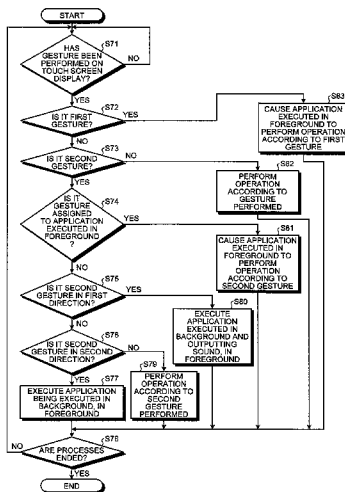 START
S71
HAS
GESTURE BEEN
PERFORMED ON
TOUCH SCREEN
DISPLAY?
NO
YES
S72
IS IT FIRST
GESTURE?
YES
NO
S83
CAUSE APPLICATION
EXECUTED IN
FOREGROUND TO
PERFORM OPERATION
ACCORDING TO FIRST
GESTURE
S73
IS IT SECOND
GESTURE?
NO
YES
S82
PERFORM
OPERATION
ACCORDING TO
GESTURE
PERFORMED
S74
IS IT
GESTURE
ASSIGNED
TO APPLICATION
EXECUTED IN
FOREGROUND
?
YES
NO
S81
CAUSE APPLICATION
EXECUTED IN
FOREGROUND TO
PERFORM
OPERATION
ACCORDING TO
SECOND GESTURE
S75
IS IT SECOND
GESTURE IN FIRST
DIRECTION?
YES
NO
S80
EXECUTE
APPLICATION
EXECUTED IN
BACKGROUND AND
OUTPUTTING
SOUND, IN
FOREGROUND
S76
IS IT SECOND
GESTURE IN SECOND
DIRECTION?
NO
YES
S79
PERFORM
OPERATION
ACCORDING TO
SECOND
GESTURE
PERFORMED
S77
EXECUTE APPLICATION
BEING EXECUTED IN
BACKGROUND, IN
FOREGROUND
S78
ARE PROCESSES
ENDED?
NO
YES
END